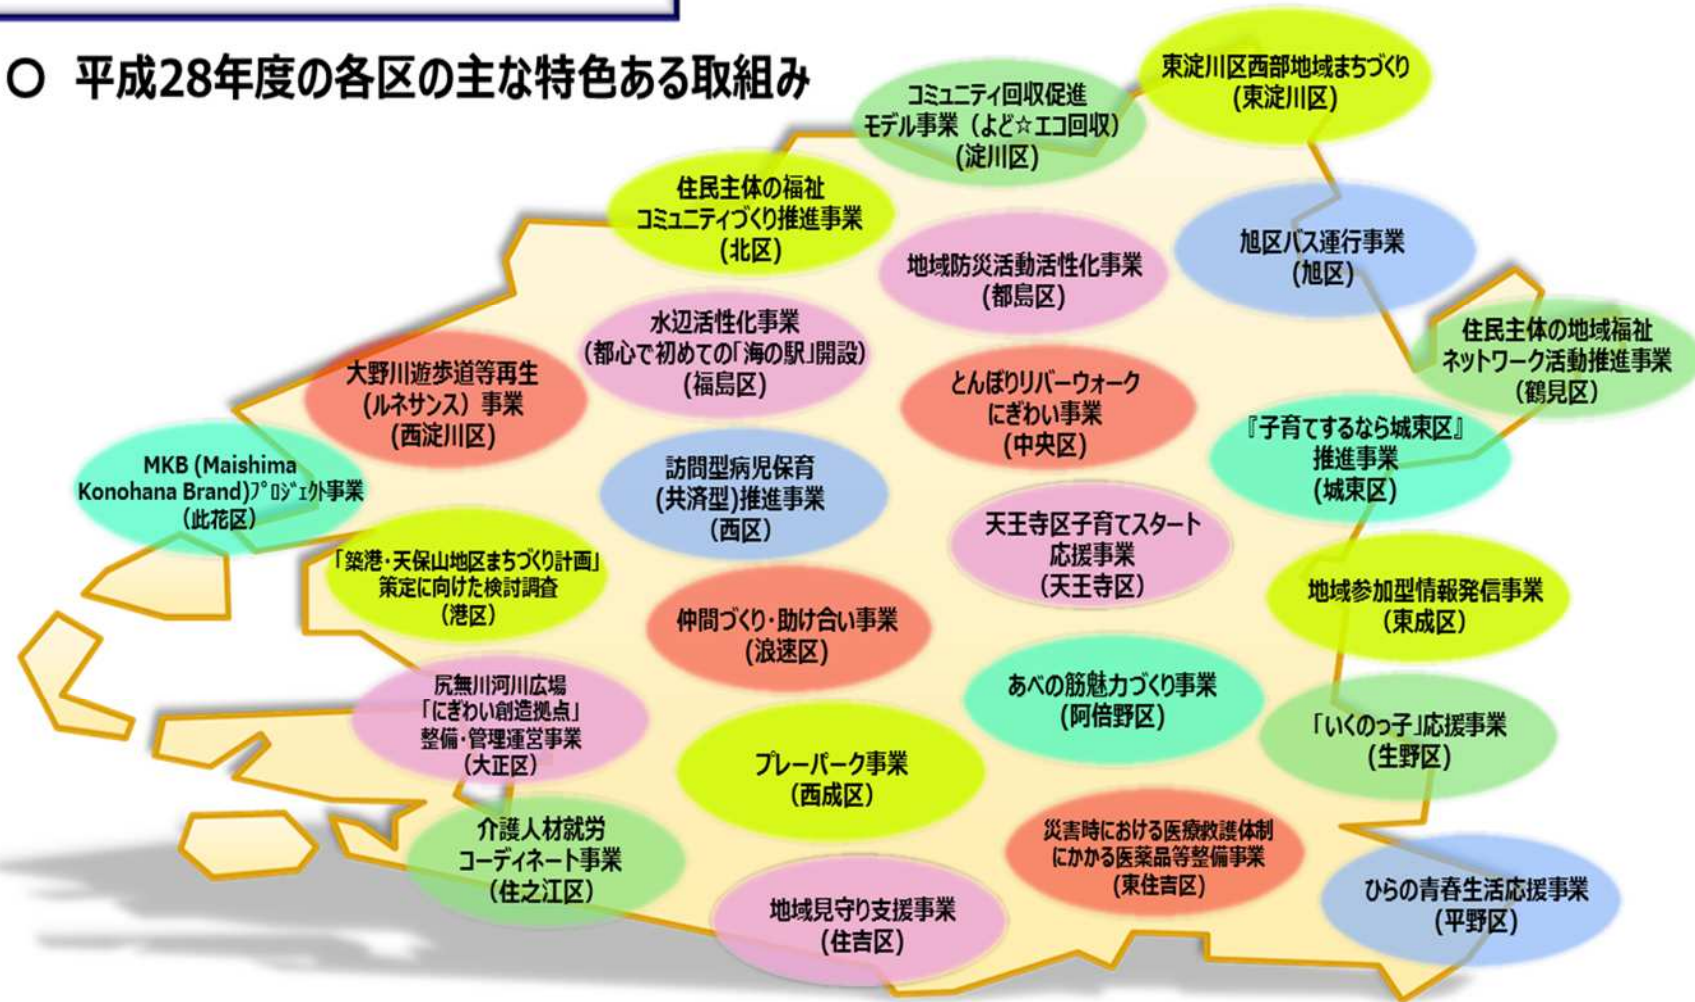 ○ 平成28年度の各区の主な特色ある取組み
東淀川区西部地域まちづくり
(東淀川区)
コミュニティ回収促進
モデル事業（よど☆エコ回収）
(淀川区)
住民主体の福祉
コミュニティづくり推進事業
(北区)
地域防災活動活性化事業
(都島区)
旭区バス運行事業
(旭区)
水辺活性化事業
(都心で初めての「海の駅」開設)
(福島区)
住民主体の地域福祉
ネットワーク活動推進事業
(鶴見区)
大野川遊歩道等再生
(ルネサンス）事業
(西淀川区)
とんぼりリバーウォーク
にぎわい事業
(中央区)
『子育てするなら城東区』
推進事業
(城東区)
MKB (Maishima
Konohana Brand)ﾌﾟﾛｼﾞｪｸﾄ事業
(此花区)
訪問型病児保育
(共済型)推進事業
(西区)
天王寺区子育てスタート
応援事業
(天王寺区)
「築港・天保山地区まちづくり計画」
策定に向けた検討調査
(港区)
地域参加型情報発信事業
(東成区)
仲間づくり・助け合い事業
(浪速区)
尻無川河川広場
「にぎわい創造拠点」
整備・管理運営事業
(大正区)
あべの筋魅力づくり事業
(阿倍野区)
「いくのっ子」応援事業
(生野区)
プレーパーク事業
(西成区)
介護人材就労
コーディネート事業
(住之江区)
災害時における医療救護体制
にかかる医薬品等整備事業
(東住吉区)
ひらの青春生活応援事業
(平野区)
地域見守り支援事業
(住吉区)